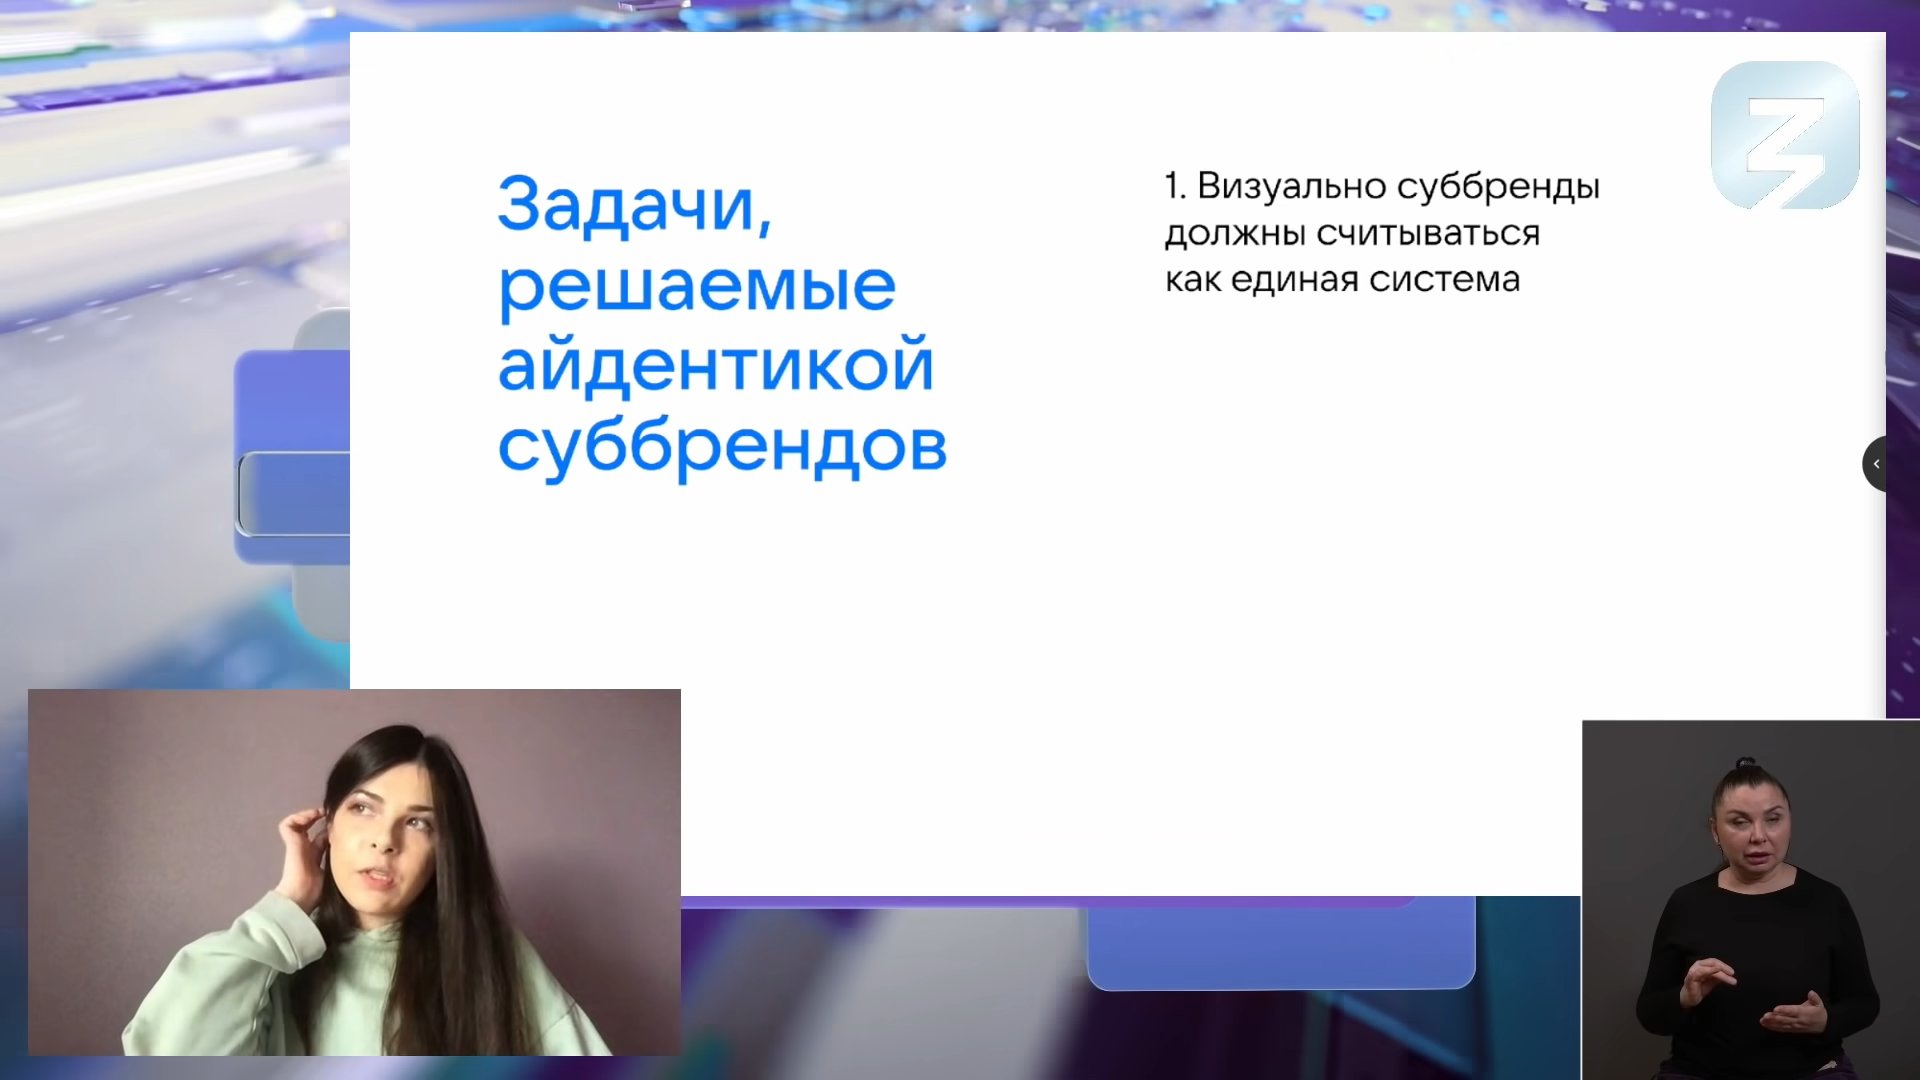 Задачи,
решаемые
айдентикой
суббрендов
1. Визуально суббренды
должны считываться
как единая система